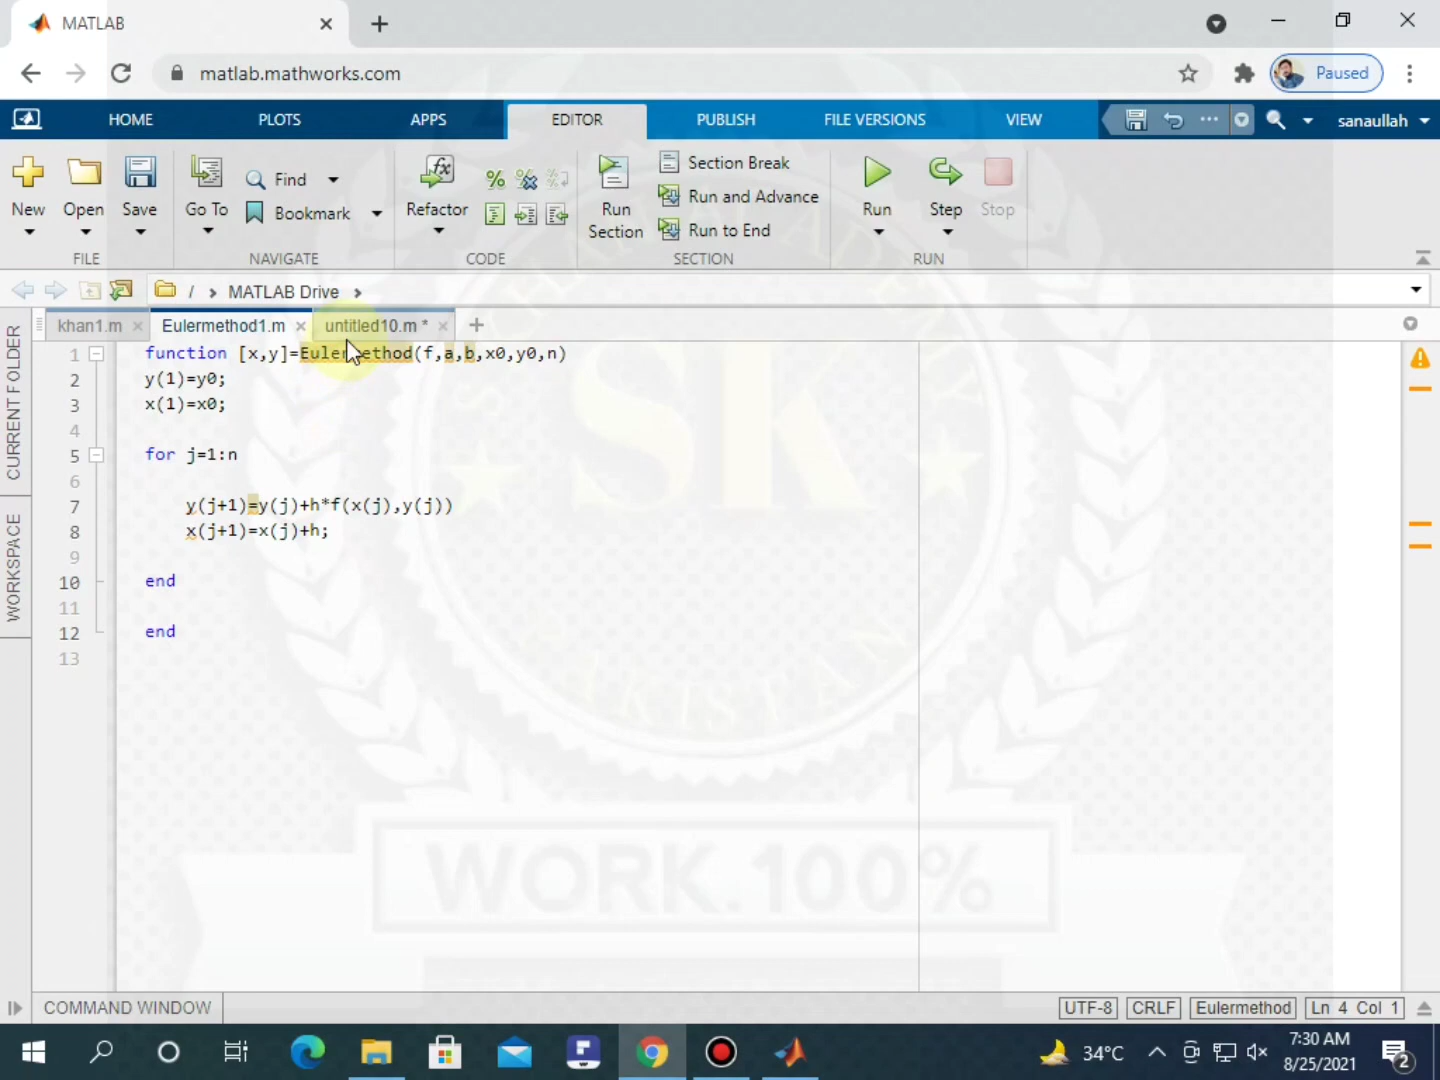 MATLAB
matlab.mathworks.com
Paused
HOME
PLOTS
APPS
EDITOR
PUBLISH
FILE VERSIONS
VIEW
sanaullah
New
Open
Save
Go To
Find
Bookmark
Refactor
Run Section
Section Break
Run and Advance
Run to End
Run
Step
Stop
FILE
NAVIGATE
CODE
SECTION
RUN
/ › MATLAB Drive ›
khan1.m
Eulermethod1.m
untitled10.m *
CURRENT FOLDER
WORKSPACE
1 function [x,y]=Eulermethod(f,a,b,x0,y0,n)
2 y(1)=y0;
3 x(1)=x0;
4
5 for j=1:n
6
7 y(j+1)=y(j)+h*f(x(j),y(j))
8 x(j+1)=x(j)+h;
9
10 end
11
12 end
13
SK
WORK.100%
COMMAND WINDOW
UTF-8
CRLF
Eulermethod
Ln 4 Col 1
34°C
7:30 AM
8/25/2021
2